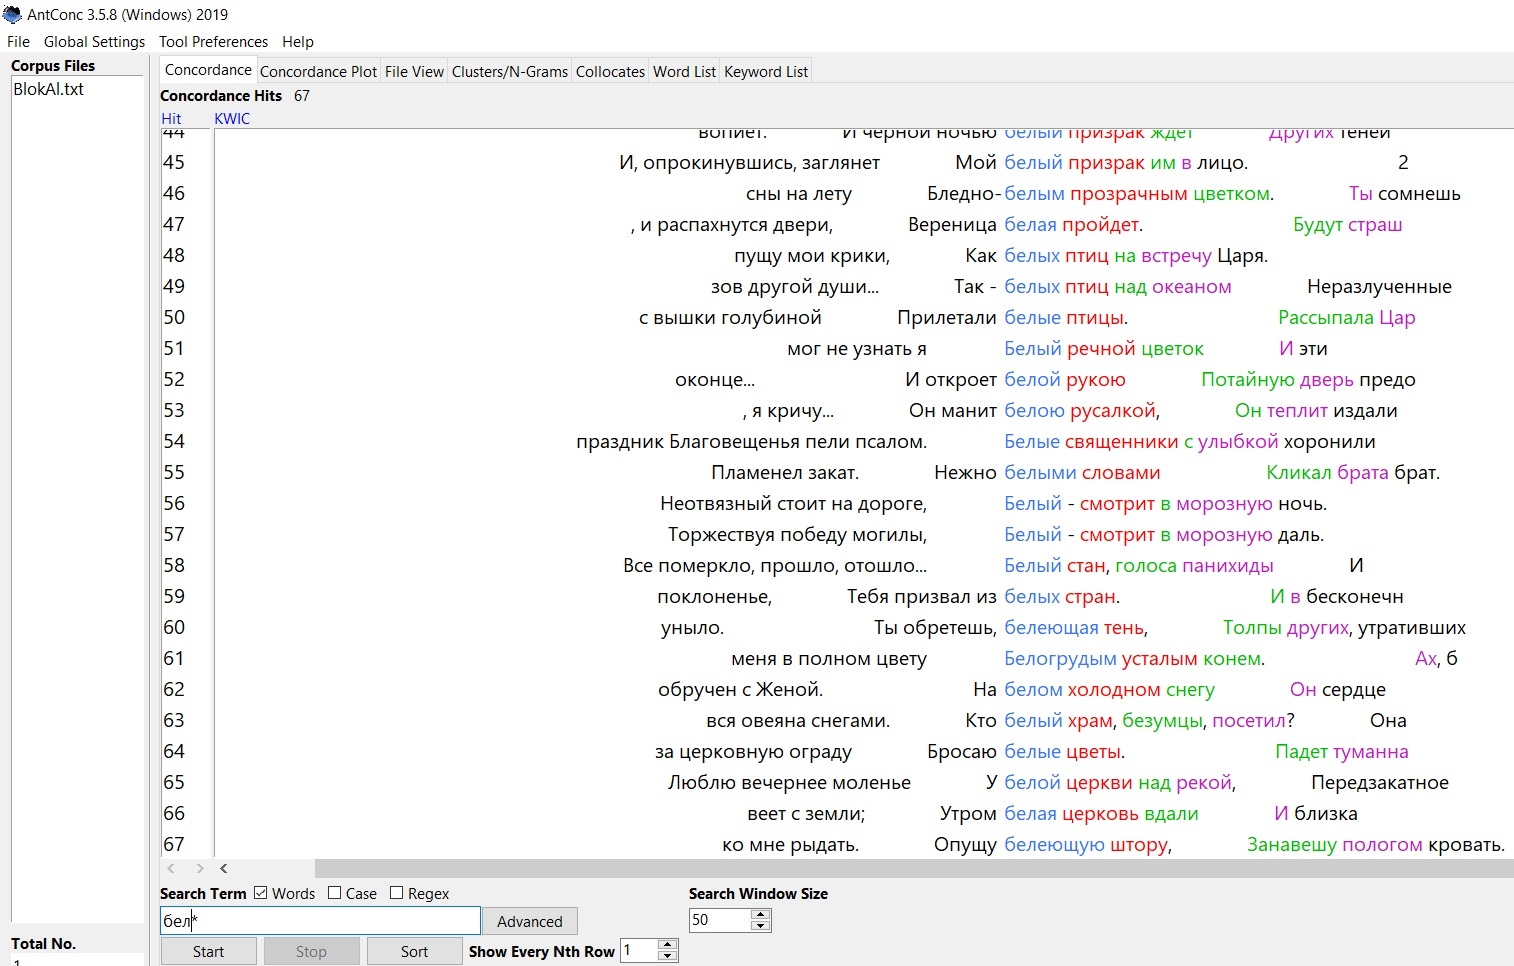 AntConc 3.5.8 (Windows) 2019
File Global Settings Tool Preferences Help
Corpus Files
BlokAl.txt
Concordance Concordance Plot File View Clusters/N-Grams Collocates Word List Keyword List
Concordance Hits 67
Hit KWIC
44 вопиет. И черной ночью белый призрак ждет Других теней
45 И, опрокинувшись, заглянет Мой белый призрак им в лицо. 2
46 сны на лету Бледно-белым прозрачным цветком. Ты сомнешь
47 , и распахнутся двери, Вереница белая пройдет. Будут страш
48 пущу мои крики, Как белых птиц на встречу Царя.
49 зов другой души... Так - белых птиц над океаном Неразлученные
50 с вышки голубиной Прилетали белые птицы. Рассыпала Цар
51 мог не узнать я Белый речной цветок И эти
52 оконце... И откроет белой рукою Потайную дверь предо
53 , я кричу... Он манит белою русалкой, Он теплит издали
54 праздник Благовещенья пели псалом. Белые священники с улыбкой хоронили
55 Пламенел закат. Нежно белыми словами Кликал брата брат.
56 Неотвязный стоит на дороге, Белый - смотрит в морозную ночь.
57 Торжествуя победу могилы, Белый - смотрит в морозную даль.
58 Все померкло, прошло, отошло... Белый стан, голоса панихиды И
59 поклоненье, Тебя призвал из белых стран. И в бесконечн
60 уныло. Ты обретешь, белеющая тень, Толпы других, утративших
61 меня в полном цвету Белогрудым усталым конем. Ах, б
62 обручен с Женой. На белом холодном снегу Он сердце
63 вся овеяна снегами. Кто белый храм, безумцы, посетил? Она
64 за церковную ограду Бросаю белые цветы. Падет туманна
65 Люблю вечернее моленье У белой церкви над рекой, Передзакатное
66 веет с земли; Утром белая церковь вдали И близка
67 ко мне рыдать. Опущу белеющую штору, Занавешу пологом кровать.
Search Term Words Case Regex Search Window Size
бел* Advanced 50
Total No.
1
Start Stop Sort Show Every Nth Row 1